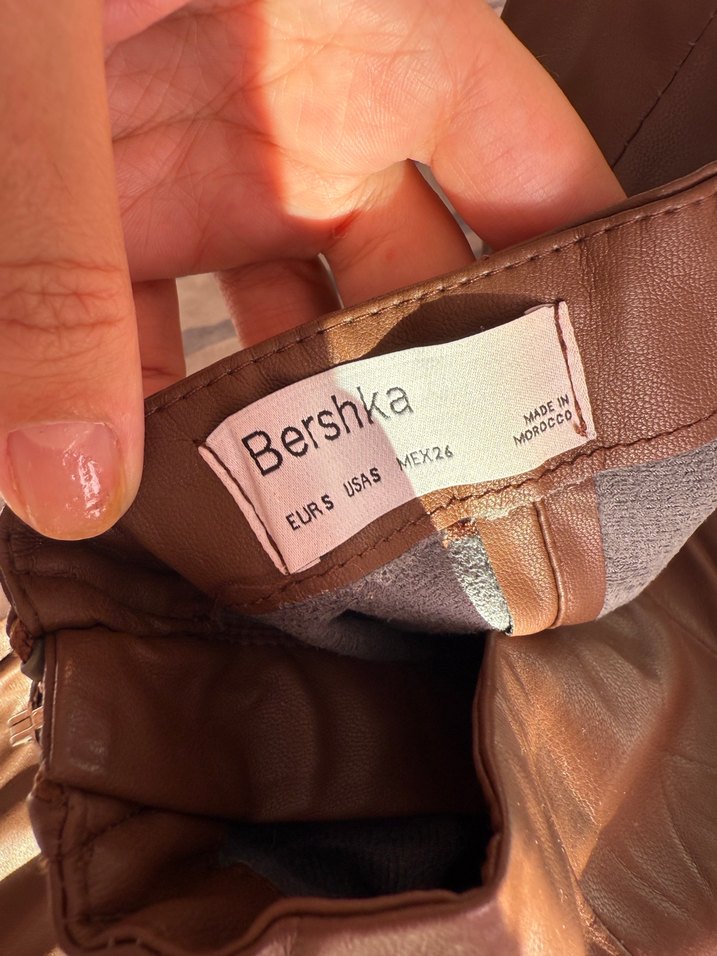 Bershka
EUR S USA S MEX 26
MADE IN
MOROCCO